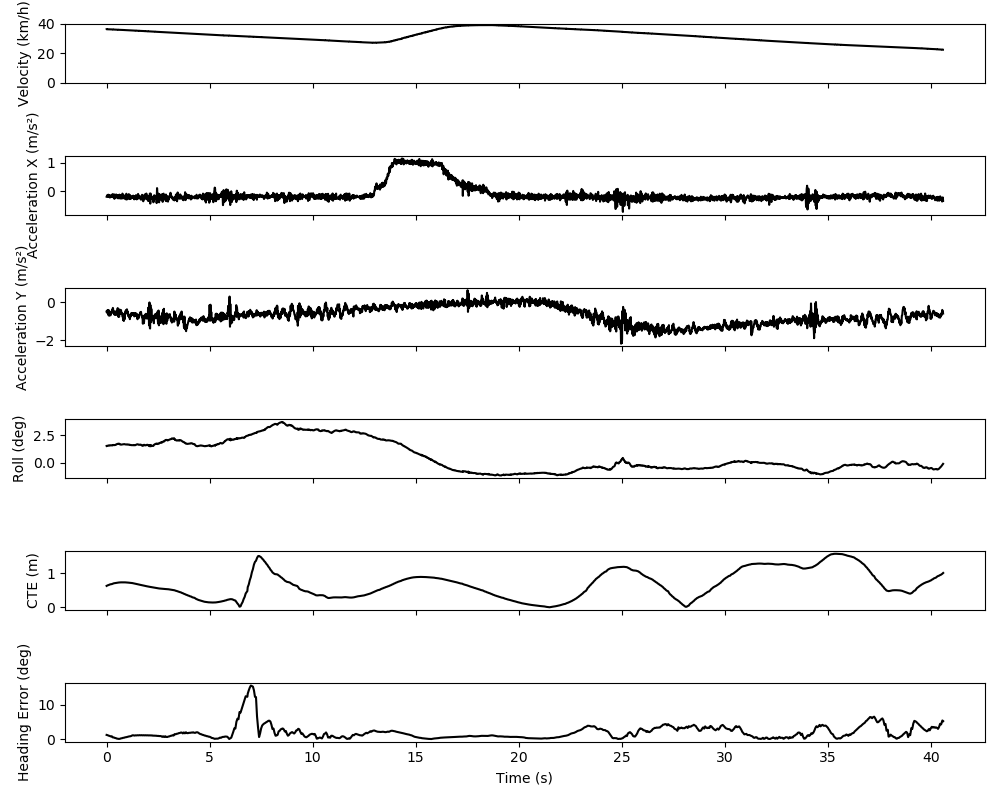 Velocity (km/h)
40
20
0
Acceleration X (m/s²)
1
0
Acceleration Y (m/s²)
0
−2
Roll (deg)
2.5
0.0
CTE (m)
1
0
Heading Error (deg)
10
0
0 5 10 15 20 25 30 35 40
Time (s)